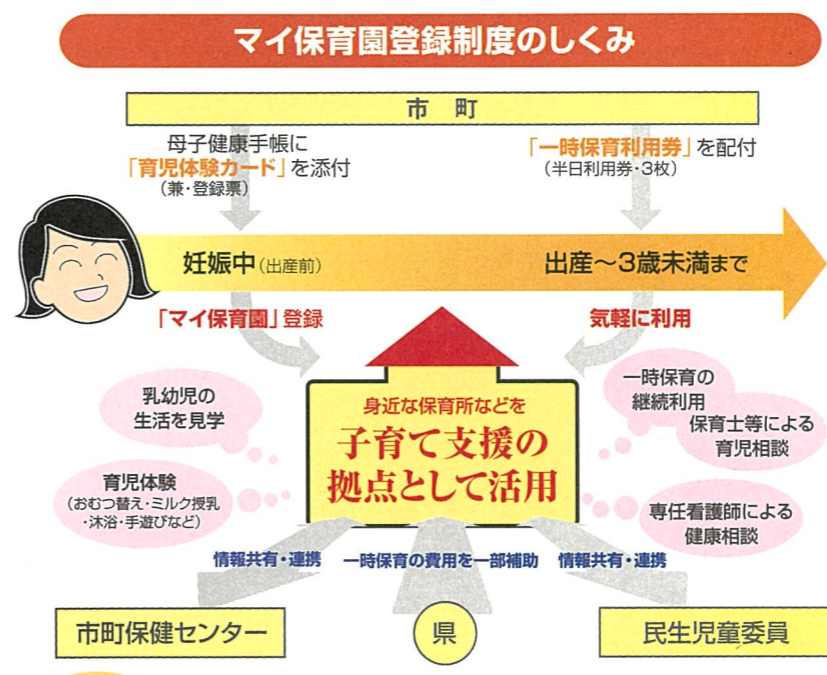 マイ保育園登録制度のしくみ
市 町
母子健康手帳に
「育児体験カード」を添付
(兼・登録票)
「一時保育利用券」を配付
(半日利用券・3枚)
妊娠中(出産前)
出産～3歳未満まで
「マイ保育園」登録
気軽に利用
乳幼児の
生活を見学
育児体験
(おむつ替え・ミルク授乳
・沐浴・手遊びなど)
身近な保育所などを
子育て支援の
拠点として活用
一時保育の
継続利用
保育士等による
育児相談
専任看護師による
健康相談
情報共有・連携
一時保育の費用を一部補助
情報共有・連携
市町保健センター
県
民生児童委員